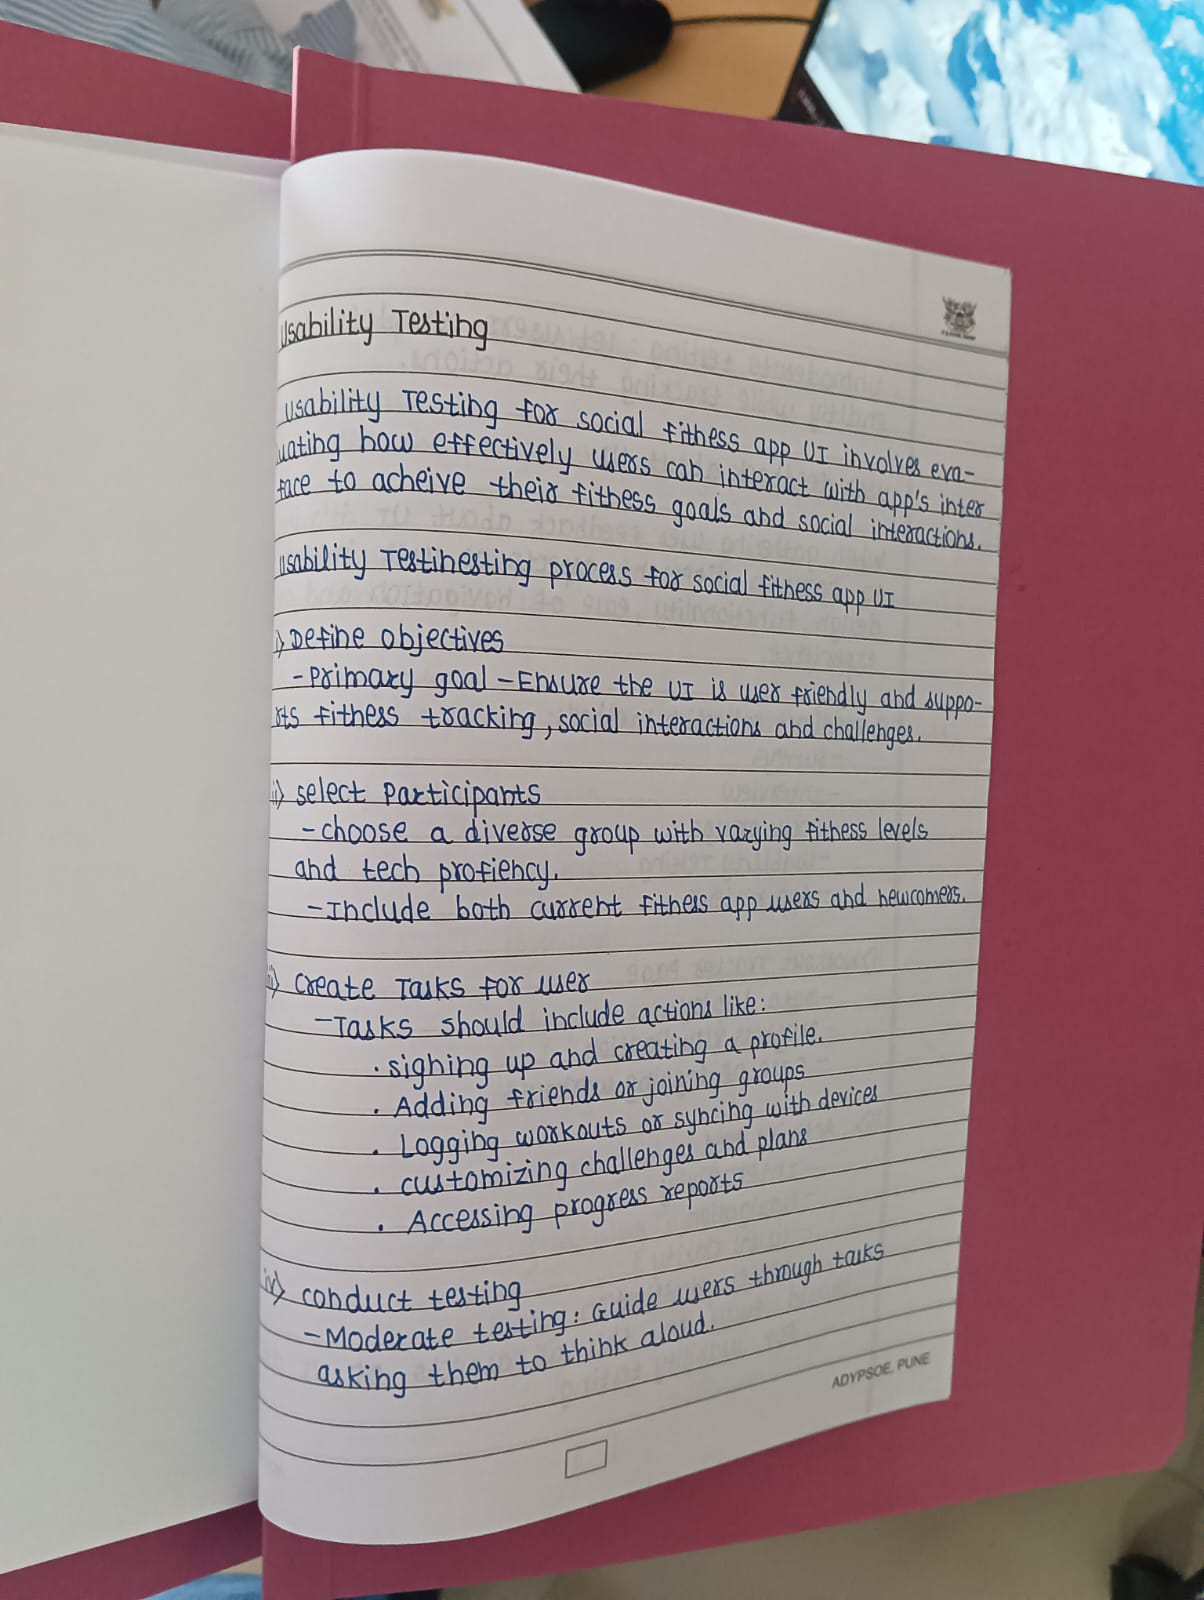 Usability Testing
Usability Testing for social fitness app UI involves eva-
uating how effectively users can interact with app's inter
face to acheive their fitness goals and social interactions.
Usability Testinesting process for social fitness app UI
i) Define objectives
- Primary goal - Ensure the UI is user friendly and suppo-
rts fitness tracking, social interactions and challenges.
ii) select Participants
- choose a diverse group with varying fitness levels
and tech profiency.
- Include both current fitness app users and newcomers.
iii) create Tasks for user
- Tasks should include actions like:
• signing up and creating a profile.
• Adding friends or joining groups
• Logging workouts or syncing with devices
• customizing challenges and plans
• Accessing progress reports
iv) conduct testing
- Moderate testing: Guide users through tasks
asking them to think aloud.
ADYPSOE, PUNE